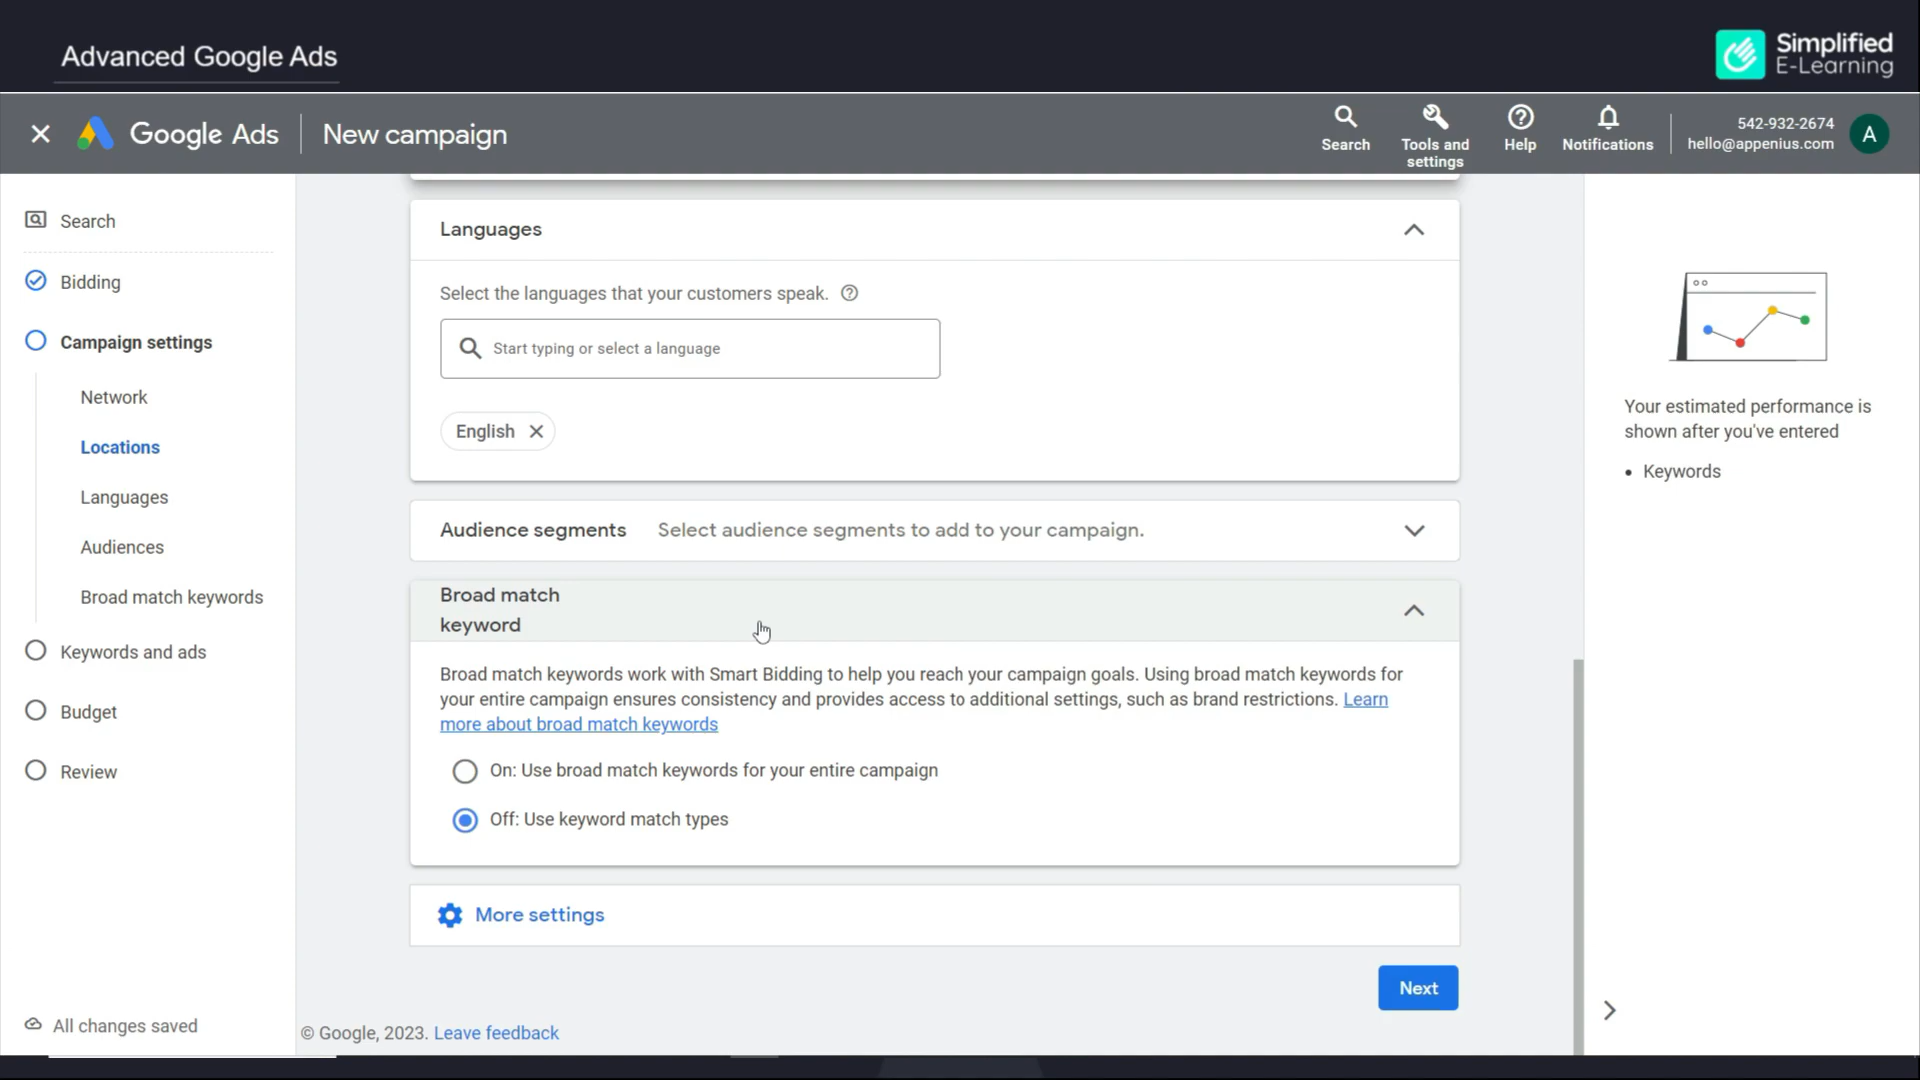 Advanced Google Ads
Simplified
E-Learning
Google Ads
New campaign
Search
Tools and
settings
Help
Notifications
542-932-2674
hello@appenius.com
A
Search
Bidding
Campaign settings
Network
Locations
Languages
Audiences
Broad match keywords
Keywords and ads
Budget
Review
All changes saved
Languages
Select the languages that your customers speak.
Start typing or select a language
English
Audience segments Select audience segments to add to your campaign.
Broad match
keyword
Broad match keywords work with Smart Bidding to help you reach your campaign goals. Using broad match keywords for
your entire campaign ensures consistency and provides access to additional settings, such as brand restrictions. Learn
more about broad match keywords
On: Use broad match keywords for your entire campaign
Off: Use keyword match types
More settings
Next
© Google, 2023. Leave feedback
Your estimated performance is
shown after you've entered
• Keywords